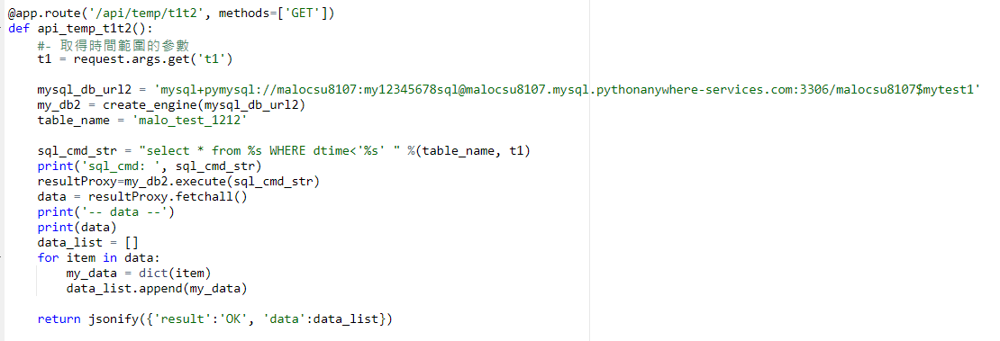 @app.route('/api/temp/t1t2', methods=['GET'])
def api_temp_t1t2():
    #- 取得時間範圍的參數
    t1 = request.args.get('t1')
    mysql_db_url2 = 'mysql+pymysql://malocsu8107:my12345678sql@malocsu8107.mysql.pythonanywhere-services.com:3306/malocsu8107$mytest1'
    my_db2 = create_engine(mysql_db_url2)
    table_name = 'malo_test_1212'
    sql_cmd_str = "select * from %s WHERE dtime<'%s' " %(table_name, t1)
    print('sql_cmd: ', sql_cmd_str)
    resultProxy=my_db2.execute(sql_cmd_str)
    data = resultProxy.fetchall()
    print('-- data --')
    print(data)
    data_list = []
    for item in data:
        my_data = dict(item)
        data_list.append(my_data)
    return jsonify({'result':'OK', 'data':data_list})